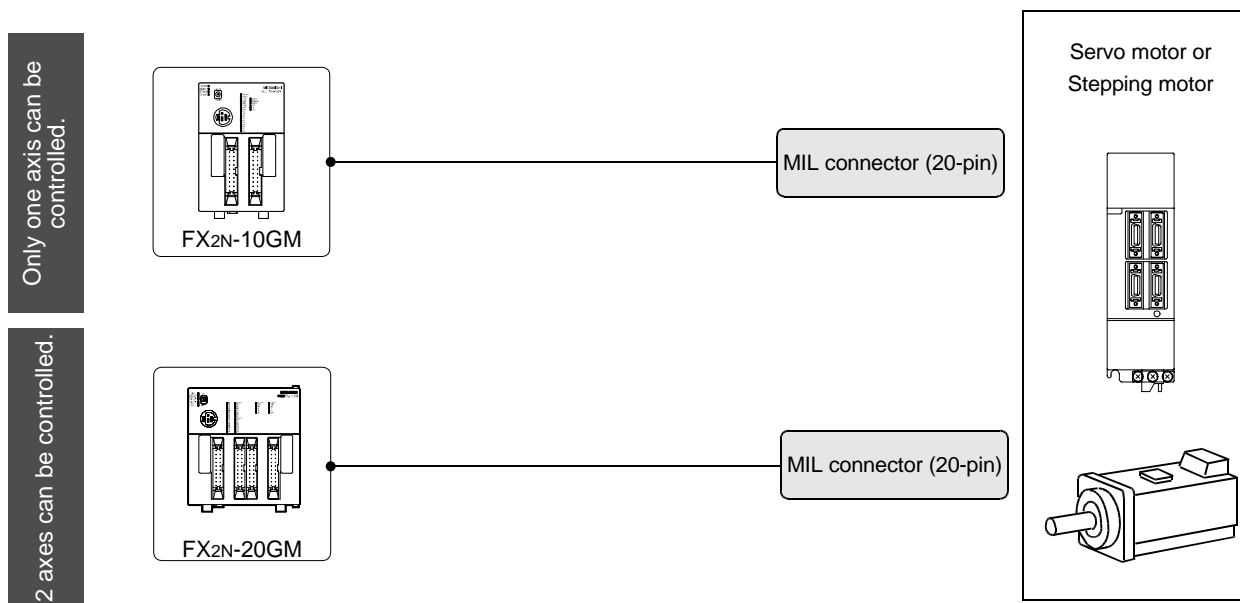 Only one axis can be
controlled.
FX2N-10GM
MIL connector (20-pin)
Servo motor or
Stepping motor
2 axes can be controlled.
FX2N-20GM
MIL connector (20-pin)